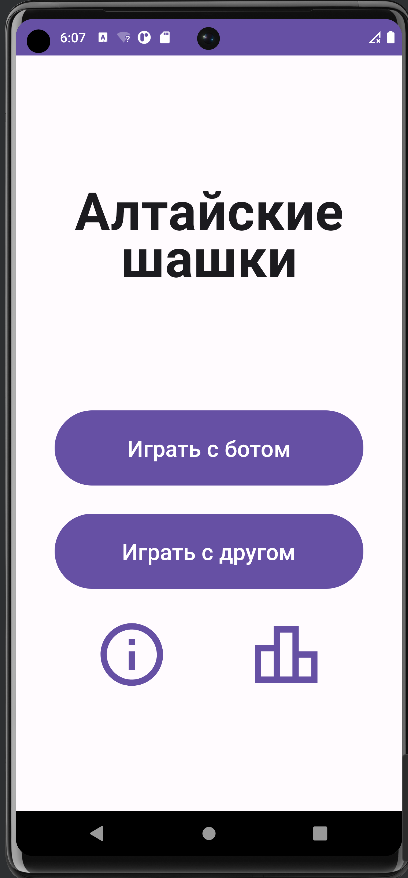 6:07
Алтайские
шашки
Играть с ботом
Играть с другом